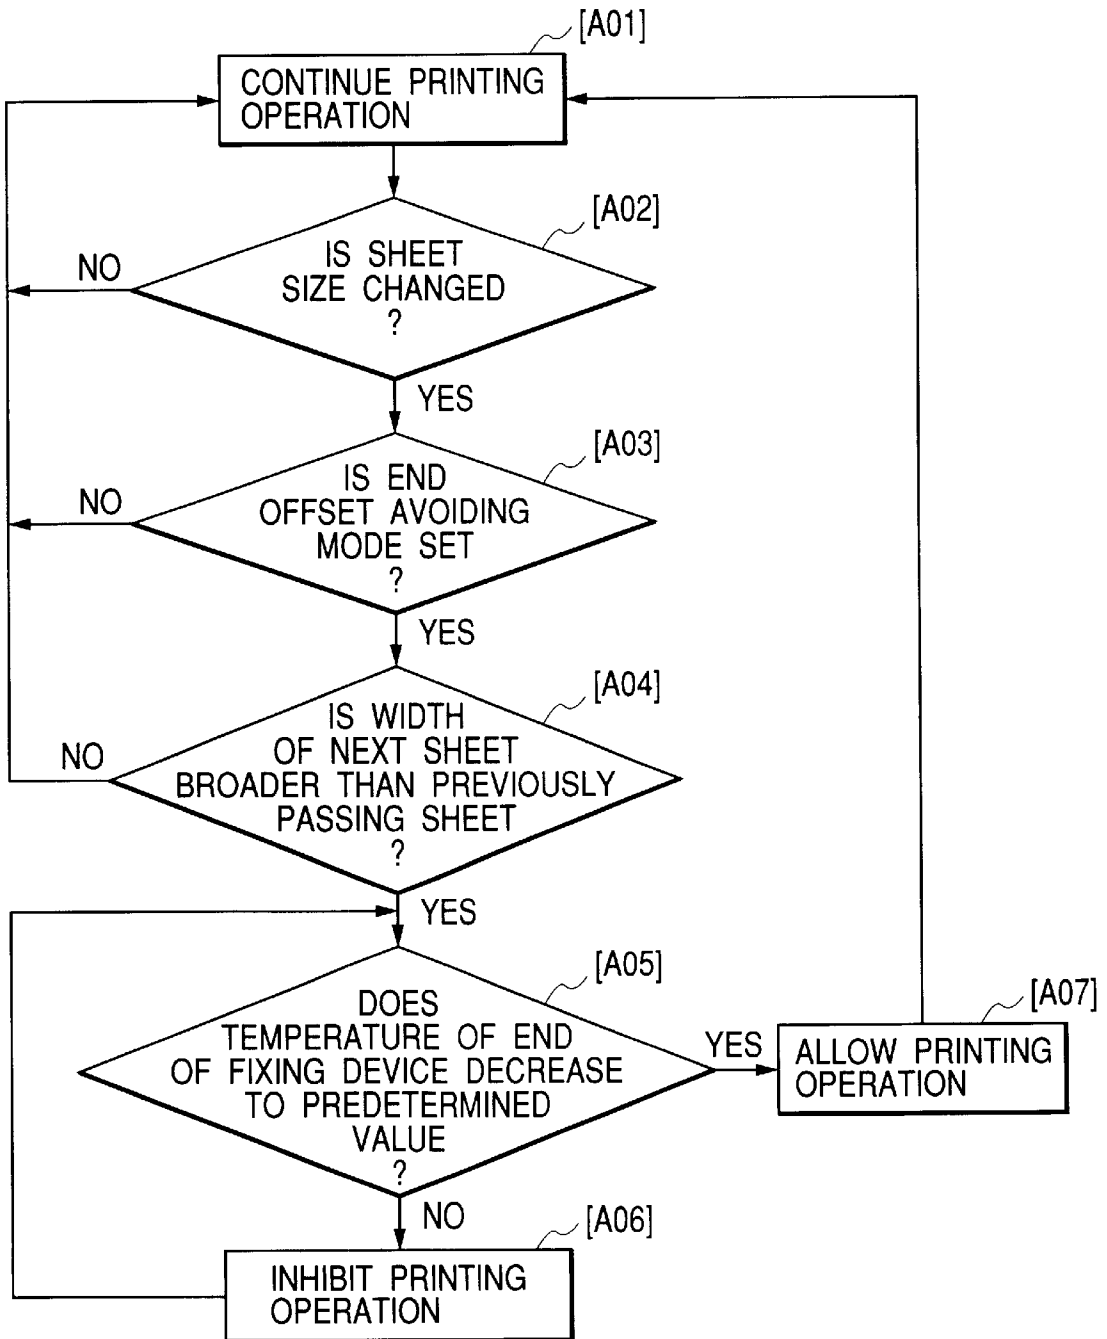 [A01]
CONTINUE PRINTING
OPERATION
[A02]
IS SHEET
SIZE CHANGED
?
NO
YES
[A03]
IS END
OFFSET AVOIDING
MODE SET
?
NO
YES
[A04]
IS WIDTH
OF NEXT SHEET
BROADER THAN PREVIOUSLY
PASSING SHEET
?
NO
YES
[A05]
DOES
TEMPERATURE OF END
OF FIXING DEVICE DECREASE
TO PREDETERMINED
VALUE
?
YES
[A07]
ALLOW PRINTING
OPERATION
NO
[A06]
INHIBIT PRINTING
OPERATION